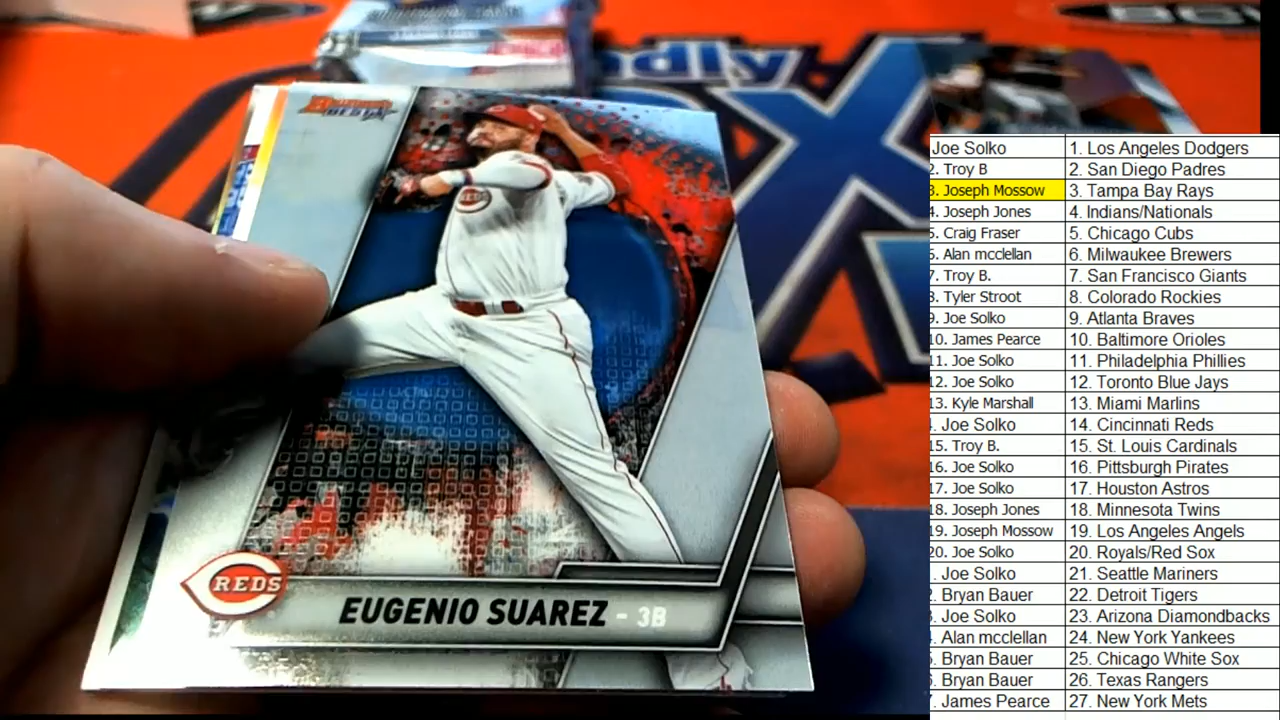 Bowman's
BEST
adly
REDS
REDS
EUGENIO SUAREZ - 3B
Joe Solko 1. Los Angeles Dodgers
2. Troy B 2. San Diego Padres
3. Joseph Mossow 3. Tampa Bay Rays
4. Joseph Jones 4. Indians/Nationals
5. Craig Fraser 5. Chicago Cubs
6. Alan mcclellan 6. Milwaukee Brewers
7. Troy B. 7. San Francisco Giants
8. Tyler Stroot 8. Colorado Rockies
9. Joe Solko 9. Atlanta Braves
10. James Pearce 10. Baltimore Orioles
11. Joe Solko 11. Philadelphia Phillies
12. Joe Solko 12. Toronto Blue Jays
13. Kyle Marshall 13. Miami Marlins
. Joe Solko 14. Cincinnati Reds
15. Troy B. 15. St. Louis Cardinals
16. Joe Solko 16. Pittsburgh Pirates
17. Joe Solko 17. Houston Astros
18. Joseph Jones 18. Minnesota Twins
19. Joseph Mossow 19. Los Angeles Angels
20. Joe Solko 20. Royals/Red Sox
. Joe Solko 21. Seattle Mariners
. Bryan Bauer 22. Detroit Tigers
. Joe Solko 23. Arizona Diamondbacks
. Alan mcclellan 24. New York Yankees
. Bryan Bauer 25. Chicago White Sox
. Bryan Bauer 26. Texas Rangers
. James Pearce 27. New York Mets